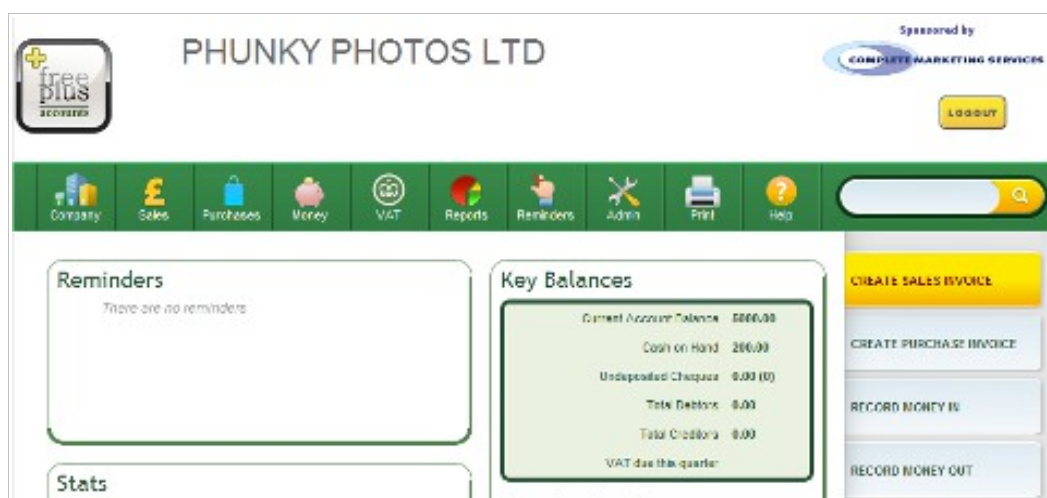 Sponsored by
PHUNKY PHOTOS LTD
free
plus
accounts
COMPLETE MARKETING SERVICES
LOGOUT
Company Sales Purchases Money VAT Reports Reminders Admin Print Help
Reminders
There are no reminders
Key Balances
Current Account Balance 5000.00
Cash on Hand 200.00
Undeposited Cheques 0.00 (0)
Total Debtors 0.00
Total Creditors 0.00
VAT due this quarter
Stats
CREATE SALES INVOICE
CREATE PURCHASE INVOICE
RECORD MONEY IN
RECORD MONEY OUT